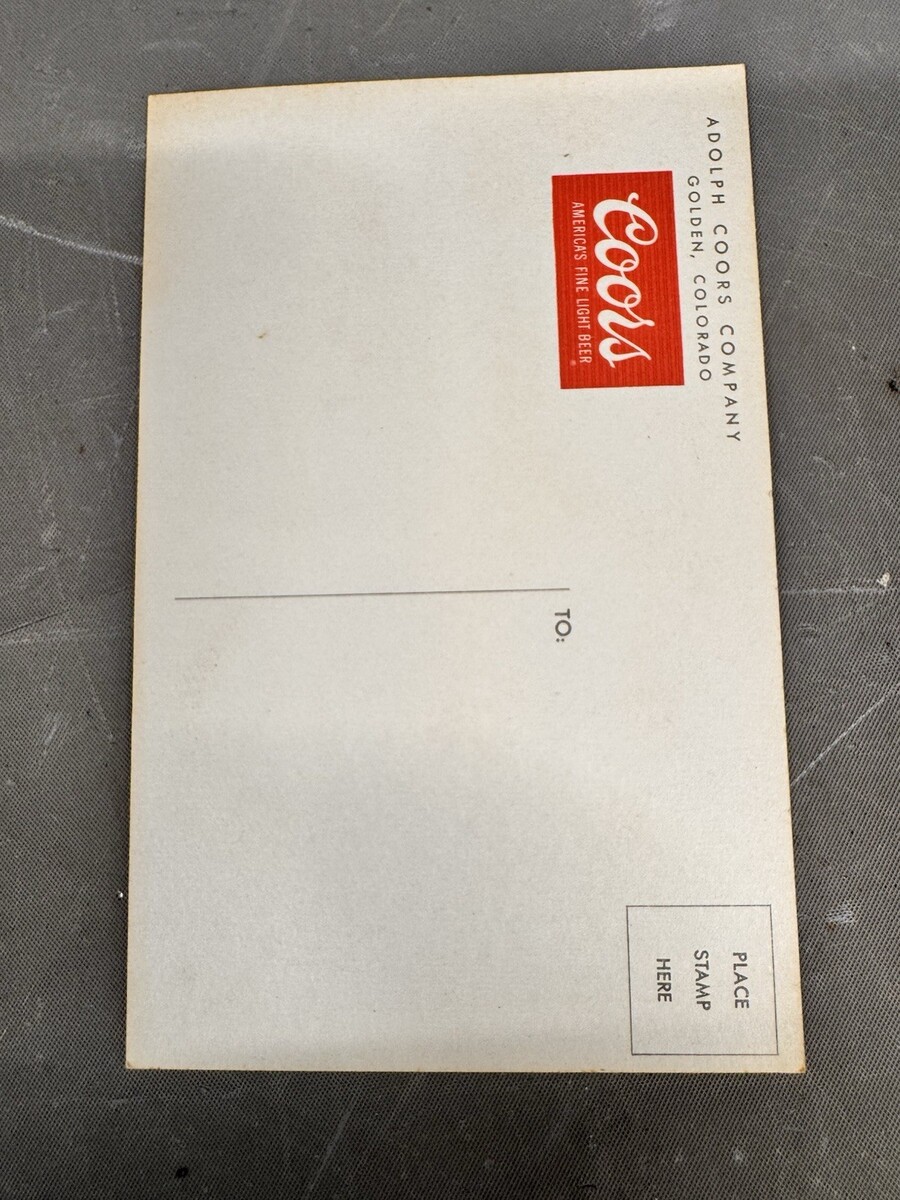 ADOLPH COORS COMPANY
GOLDEN, COLORADO
Coors
AMERICA'S FINE LIGHT BEER
®
PLACE
STAMP
HERE
TO: